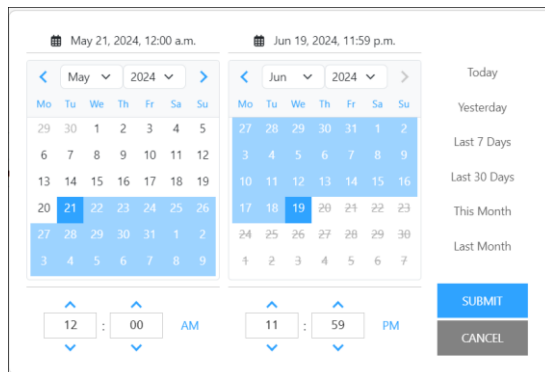 May 21, 2024, 12:00 a.m.
May 2024
Mo Tu We Th Fr Sa Su
29 30 1 2 3 4 5
6 7 8 9 10 11 12
13 14 15 16 17 18 19
20 21 22 23 24 25 26
27 28 29 30 31 1 2
3 4 5 6 7 8 9
12 : 00 AM
Jun 19, 2024, 11:59 p.m.
Jun 2024
Mo Tu We Th Fr Sa Su
27 28 29 30 31 1 2
3 4 5 6 7 8 9
10 11 12 13 14 15 16
17 18 19 20 21 22 23
24 25 26 27 28 29 30
1 2 3 4 5 6 7
11 : 59 PM
Today
Yesterday
Last 7 Days
Last 30 Days
This Month
Last Month
SUBMIT
CANCEL